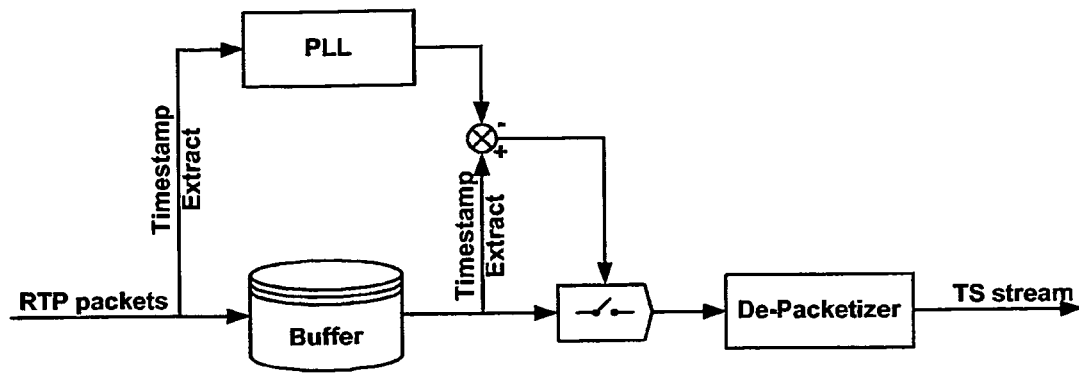 PLL
-
+
Timestamp
Extract
Timestamp
Extract
RTP packets
Buffer
De-Packetizer
TS stream